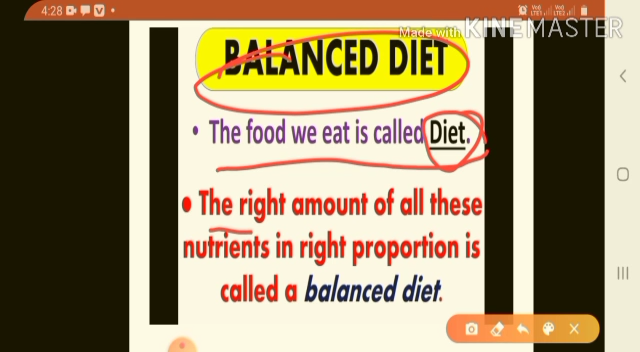 4:28
Made with KINEMASTER
BALANCED DIET
• The food we eat is called Diet.
• The right amount of all these
nutrients in right proportion is
called a balanced diet.